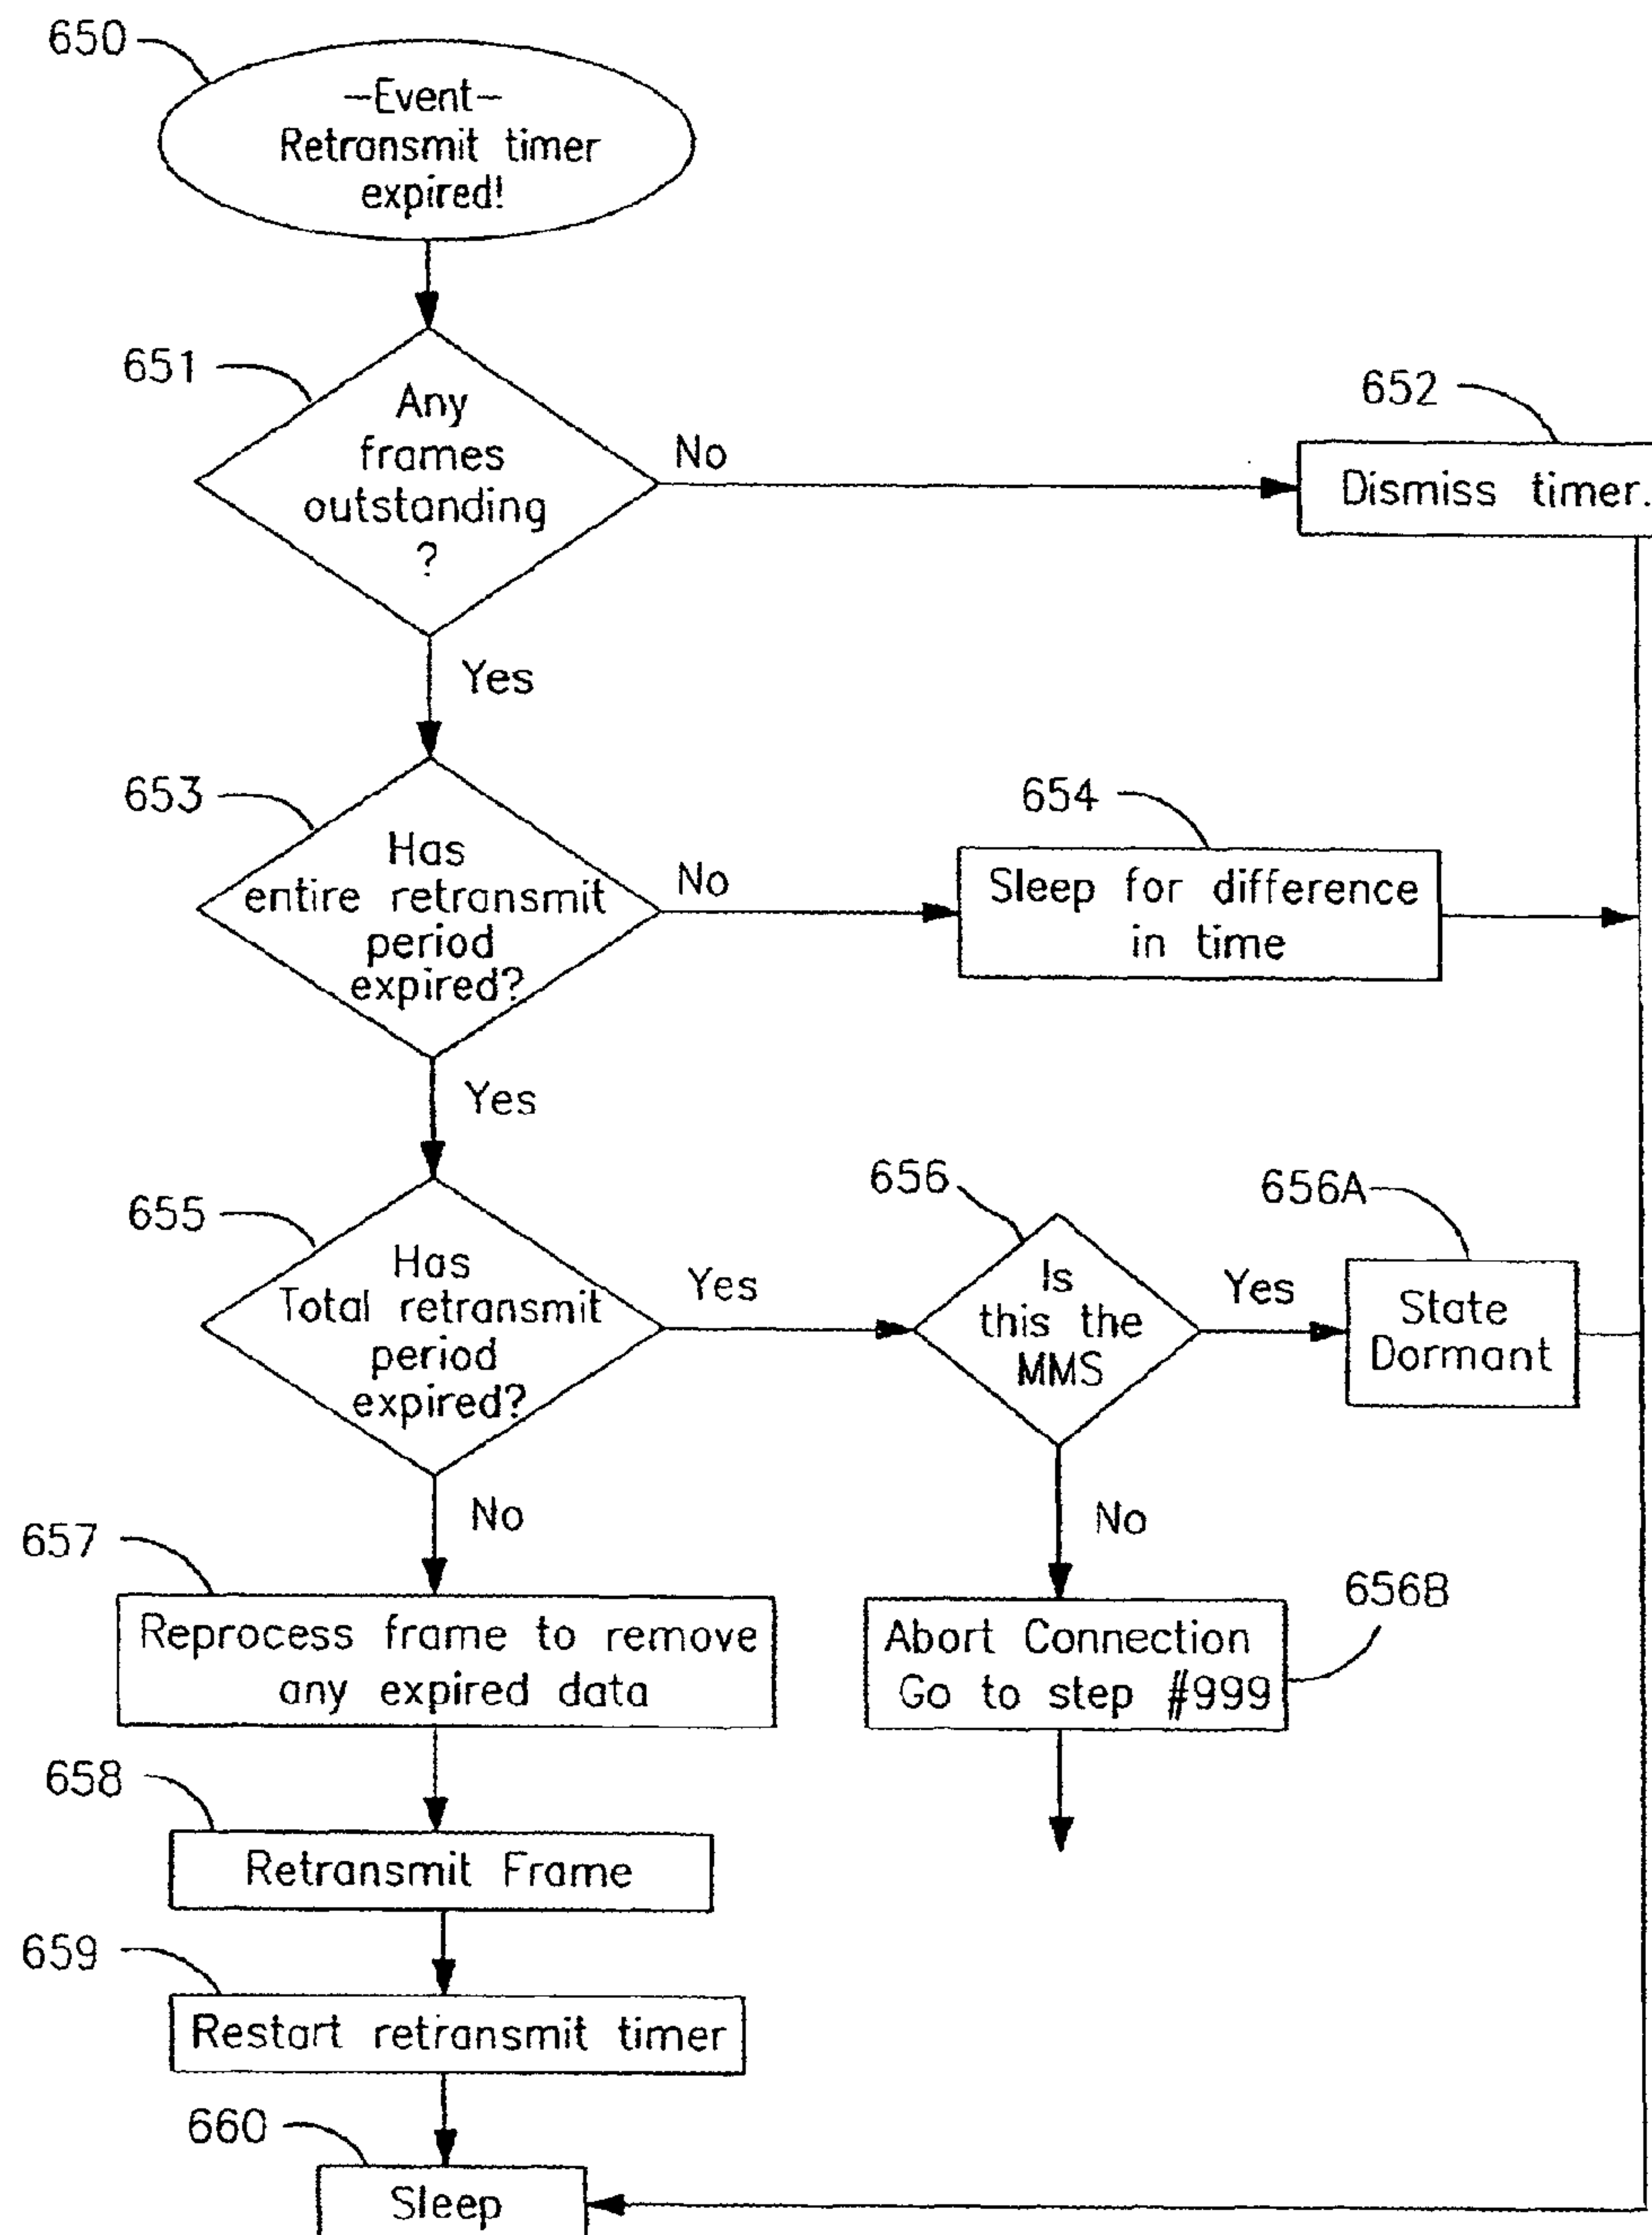 650
—Event—
Retransmit timer
expired!
651
Any
frames
outstanding
?
No
652
Dismiss timer.
Yes
653
Has
entire retransmit
period
expired?
No
654
Sleep for difference
in time
Yes
655
Has
Total retransmit
period
expired?
Yes
656
Is
this the
MMS
Yes
656A
State
Dormant
No
657
Reprocess frame to remove
any expired data
No
656B
Abort Connection
Go to step #999
658
Retransmit Frame
659
Restart retransmit timer
660
Sleep